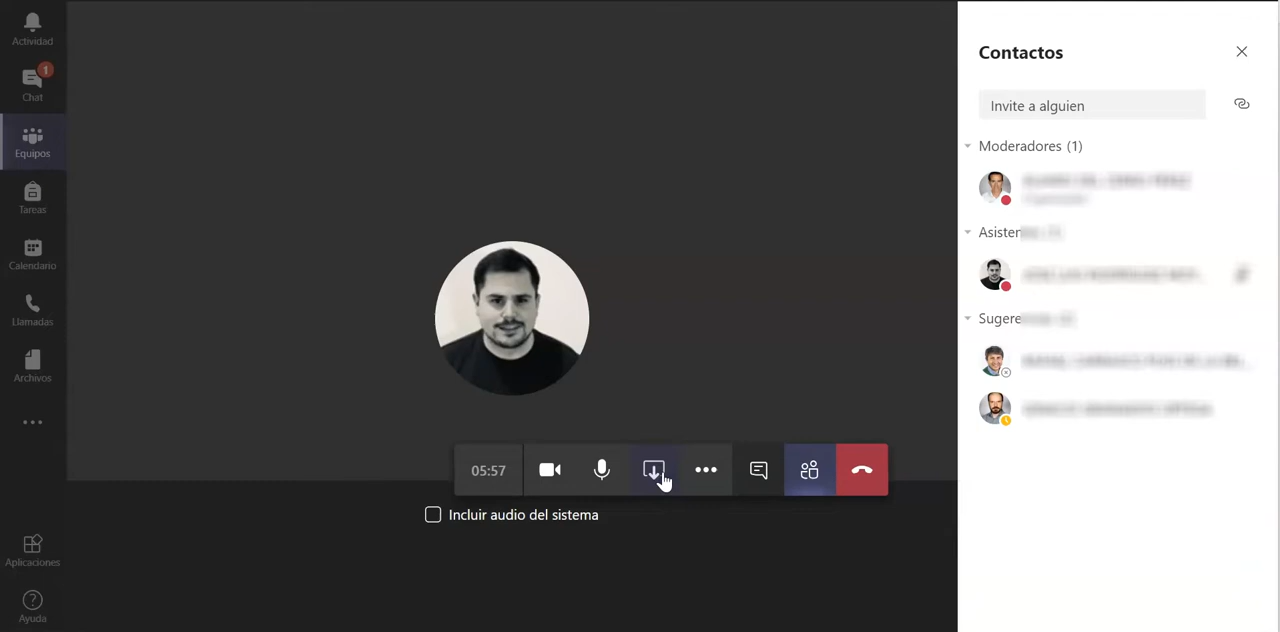 Actividad
1
Chat
Equipos
Tareas
Calendario
Llamadas
Archivos
Aplicaciones
Ayuda
05:57
Incluir audio del sistema
Contactos
Invite a alguien
Moderadores (1)